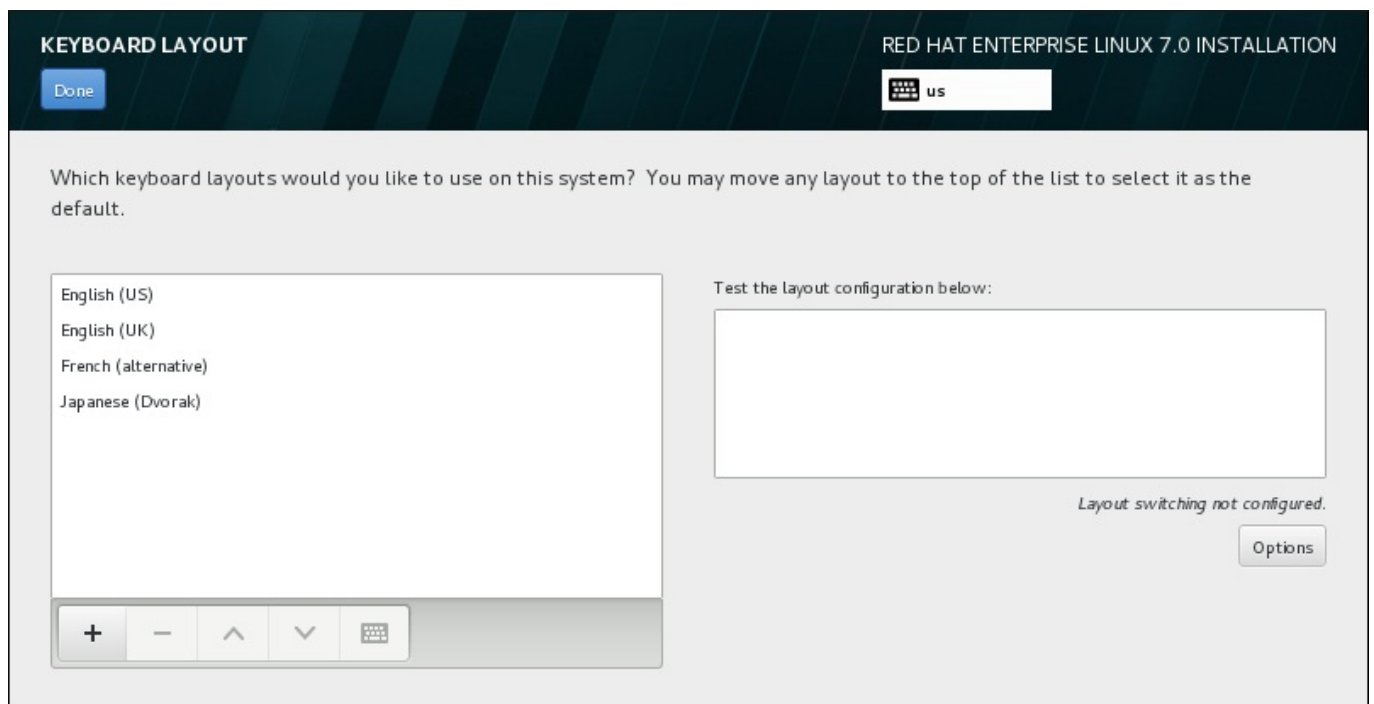 KEYBOARD LAYOUT
RED HAT ENTERPRISE LINUX 7.0 INSTALLATION
Done
us
Which keyboard layouts would you like to use on this system? You may move any layout to the top of the list to select it as the
default.
English (US)
English (UK)
French (alternative)
Japanese (Dvorak)
Test the layout configuration below:
Layout switching not configured.
Options